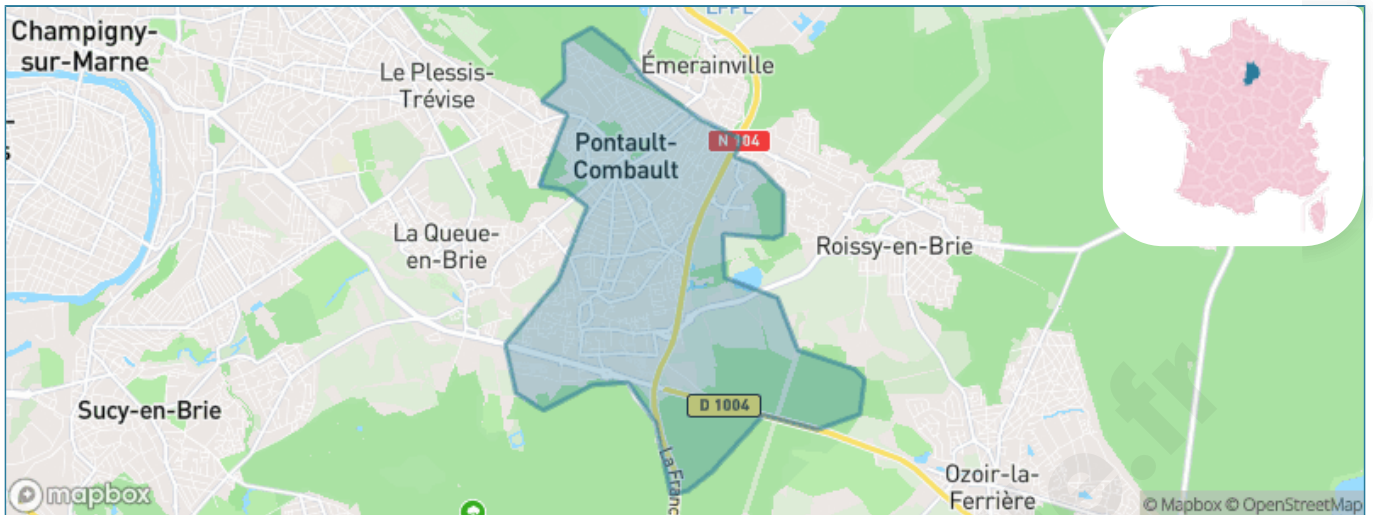 Champigny-
sur-Marne
Le Plessis-
Trévise
Émerainville
Pontault-
Combault
N 104
La Queue-
en-Brie
Roissy-en-Brie
Sucy-en-Brie
D 1004
La Franc
Ozoir-la-
Ferrière
mapbox
© Mapbox © OpenStreetMap